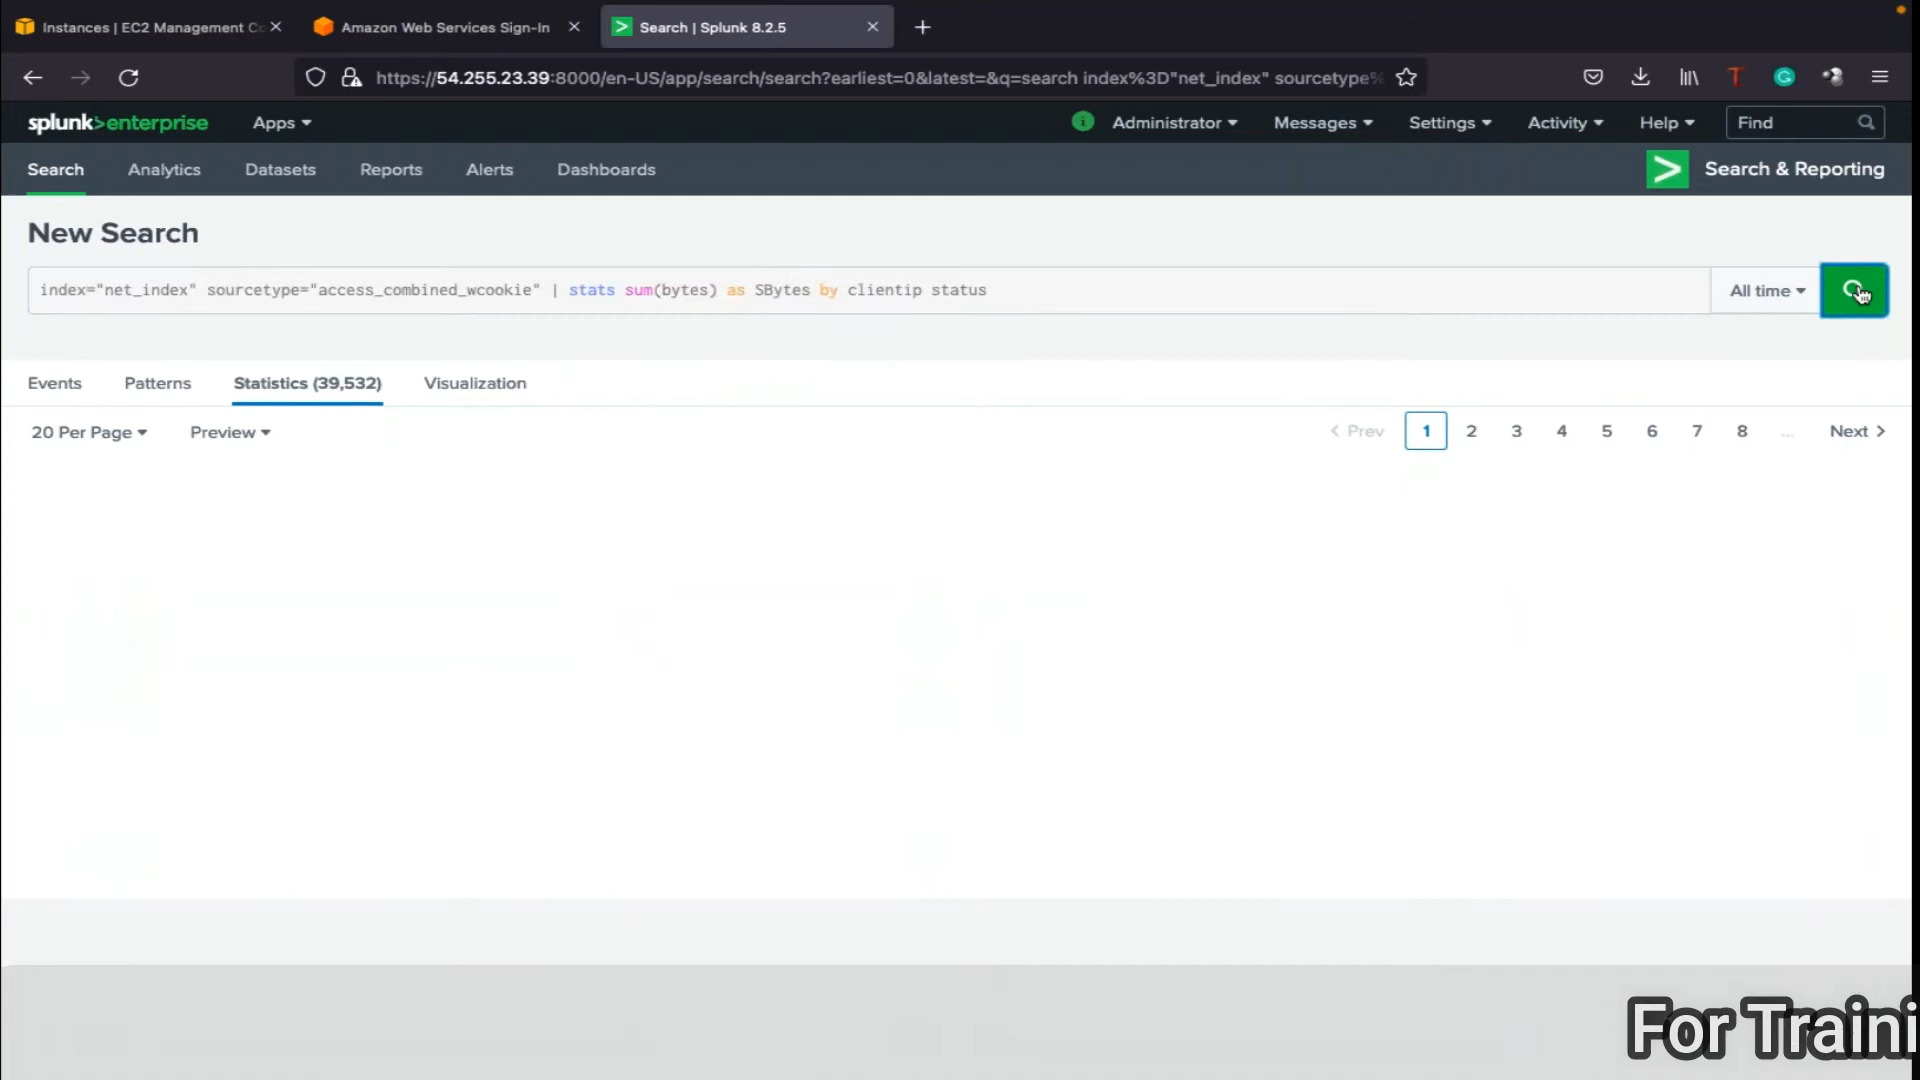 Instances | EC2 Management Co
Amazon Web Services Sign-In
Search | Splunk 8.2.5
https://54.255.23.39:8000/en-US/app/search/search?earliest=0&latest=&q=search index%3D"net_index" sourcetype%
splunk>enterprise
Apps
i
Administrator
Messages
Settings
Activity
Help
Find
Search
Analytics
Datasets
Reports
Alerts
Dashboards
Search & Reporting
New Search
index="net_index" sourcetype="access_combined_wcookie" | stats sum(bytes) as SBytes by clientip status
All time
Events
Patterns
Statistics (39,532)
Visualization
20 Per Page
Preview
< Prev
1
2
3
4
5
6
7
8
...
Next >
For Traini